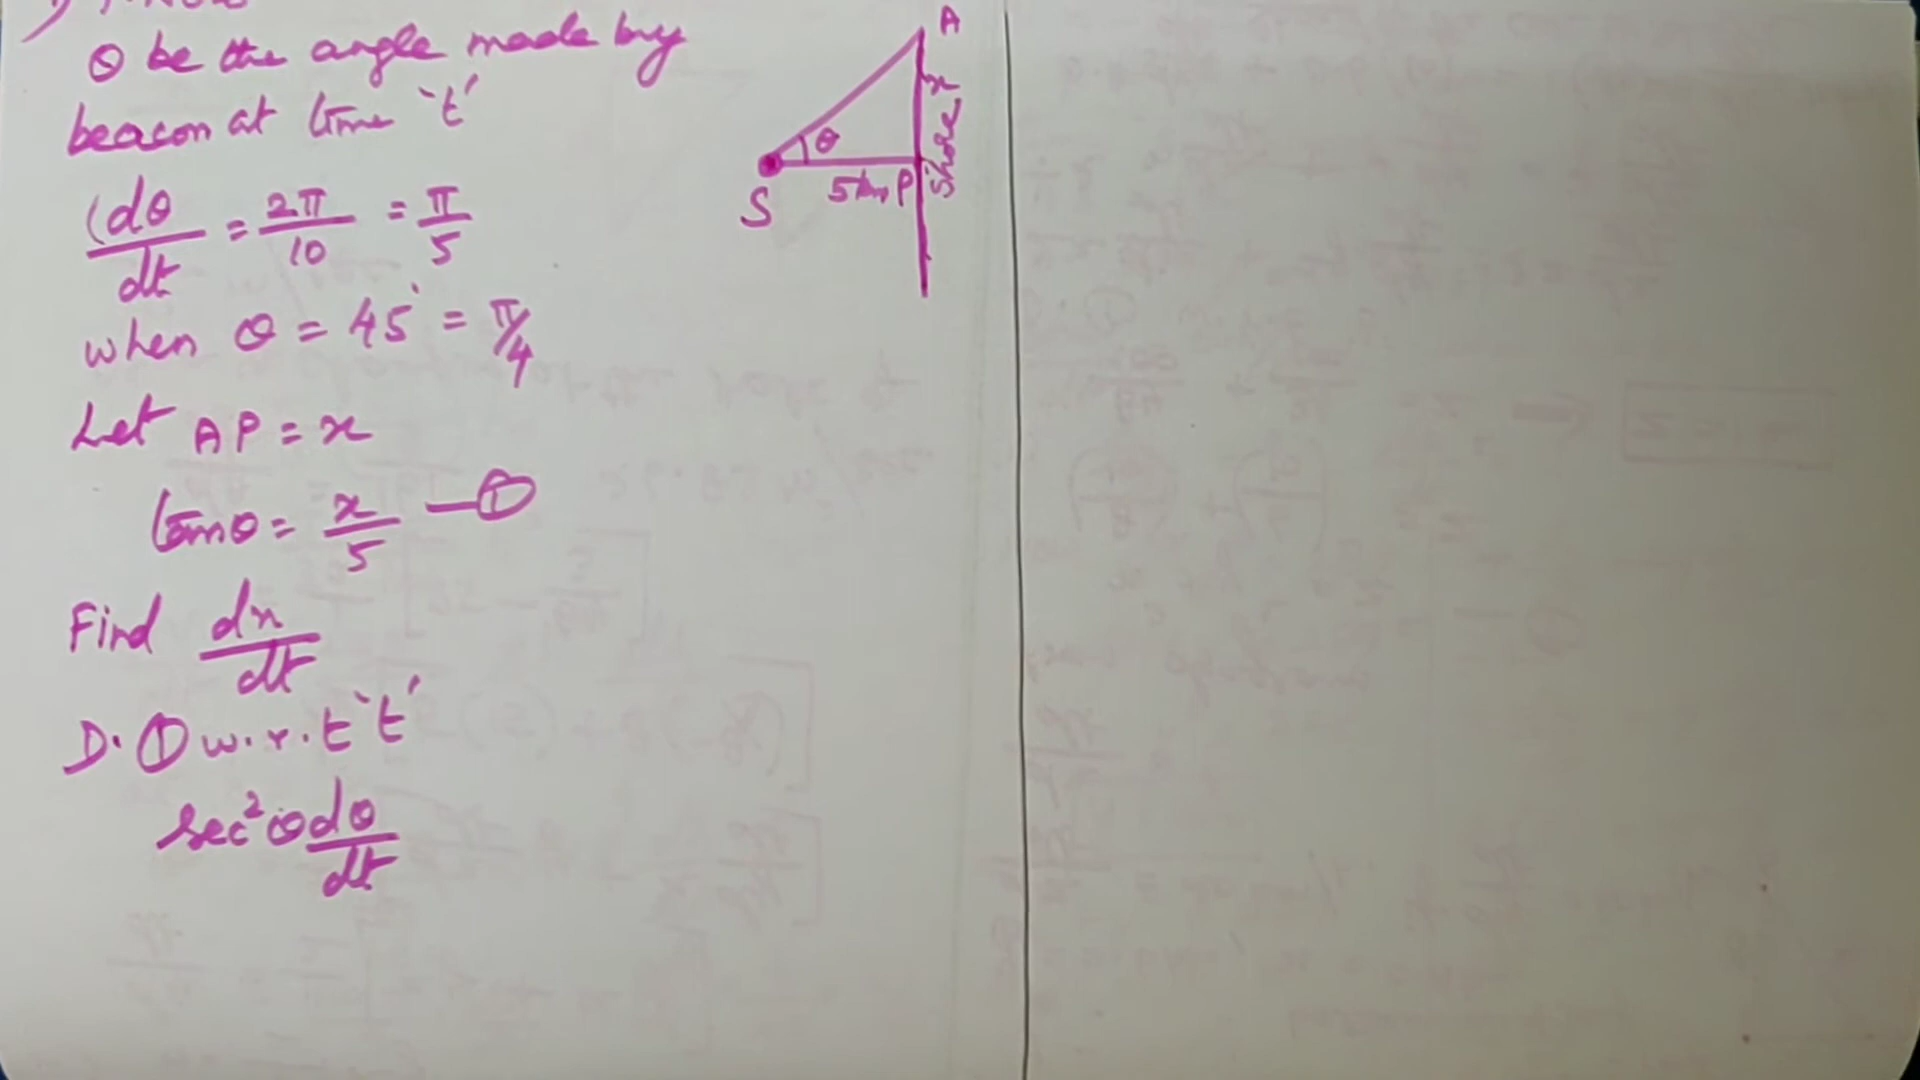 θ be the angle made by
beacon at time 't'
(dθ/dt = 2π/10 = π/5
when θ = 45° = π/4
Let AP = x
tanθ = x/5 —①
Find dx/dt
D. ① w.r.t 't'
sec²θ dθ/dt
A
x
Shore
θ
5km P
S